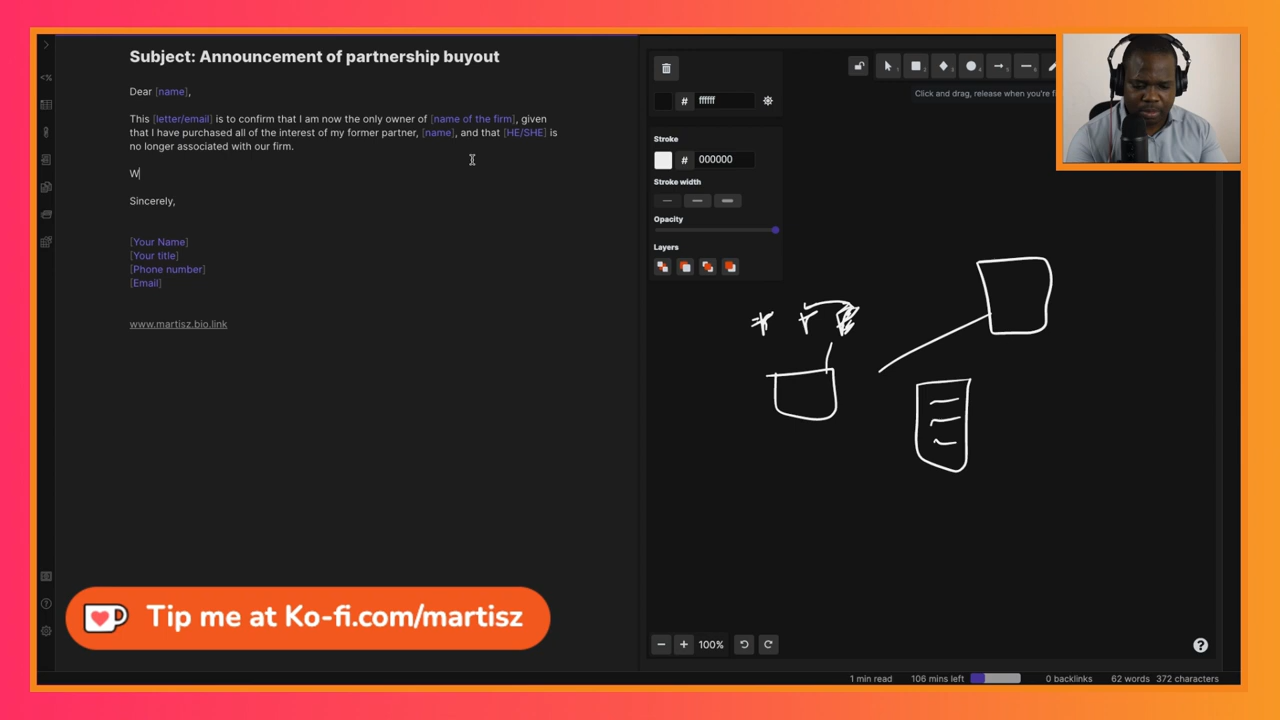 Subject: Announcement of partnership buyout
Dear [name],
This [letter/email] is to confirm that I am now the only owner of [name of the firm], given
that I have purchased all of the interest of my former partner, [name], and that [HE/SHE] is
no longer associated with our firm.
W
Sincerely,
[Your Name]
[Your title]
[Phone number]
[Email]
www.martisz.bio.link
Tip me at Ko-fi.com/martisz
# ffffff
Click and drag, release when you're fi
Stroke
# 000000
Stroke width
Opacity
Layers
100%
1 min read 106 mins left 0 backlinks 62 words 372 characters